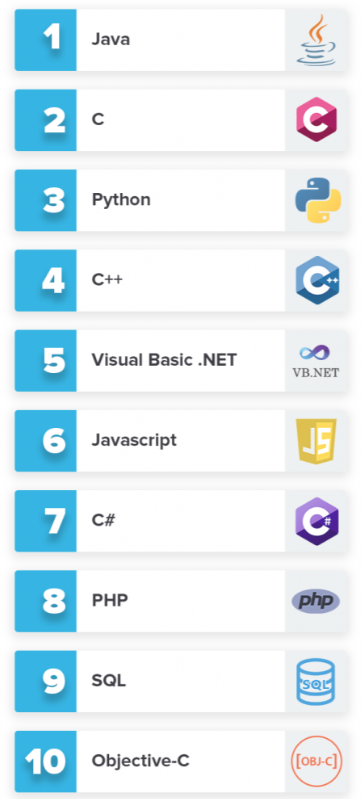 1 Java
2 C C
3 Python
4 C++ C++
5 Visual Basic .NET VB.NET
6 Javascript JS
7 C# C#
8 PHP php
9 SQL SQL
10 Objective-C [OBJ-C]